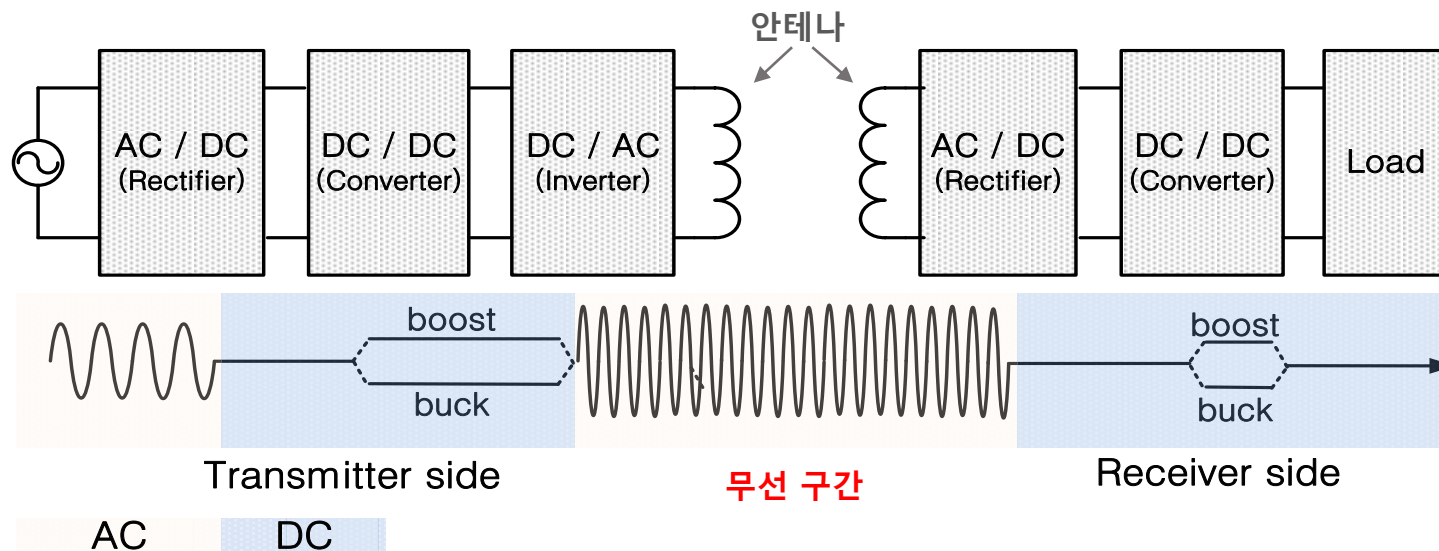 안테나
AC / DC
(Rectifier)
DC / DC
(Converter)
DC / AC
(Inverter)
AC / DC
(Rectifier)
DC / DC
(Converter)
Load
boost
buck
boost
buck
Transmitter side
무선 구간
Receiver side
AC
DC